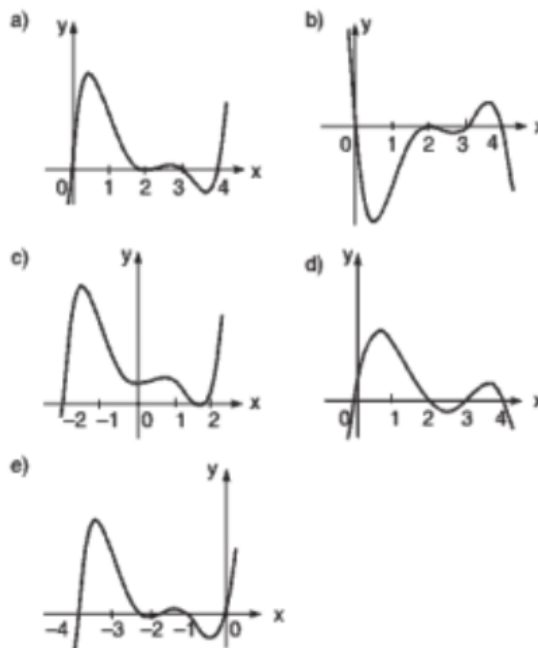 a) y
0 1 2 3 4 x
b) y
0 1 2 3 4 x
c) y
-2 -1 0 1 2 x
d) y
0 1 2 3 4 x
e) y
-4 -3 -2 -1 0 x